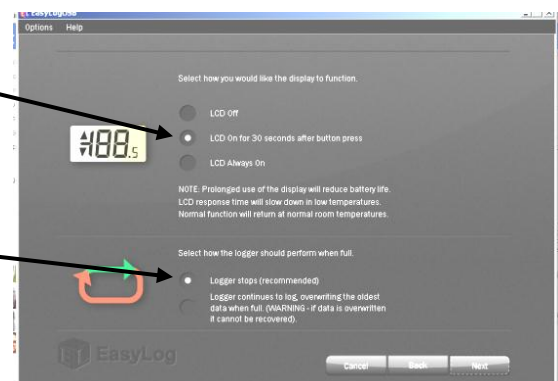 EasyLogUSB
Options Help
Select how you would like the display to function.
LCD Off
LCD On for 30 seconds after button press
188.5
LCD Always On
NOTE: Prolonged use of the display will reduce battery life.
LCD response time will slow down in low temperatures.
Normal function will return at normal room temperatures.
Select how the logger should perform when full.
Logger stops (recommended)
Logger continues to log, overwriting the oldest
data when full. (WARNING - if data is overwritten
it cannot be recovered).
EasyLog
Cancel Back Next